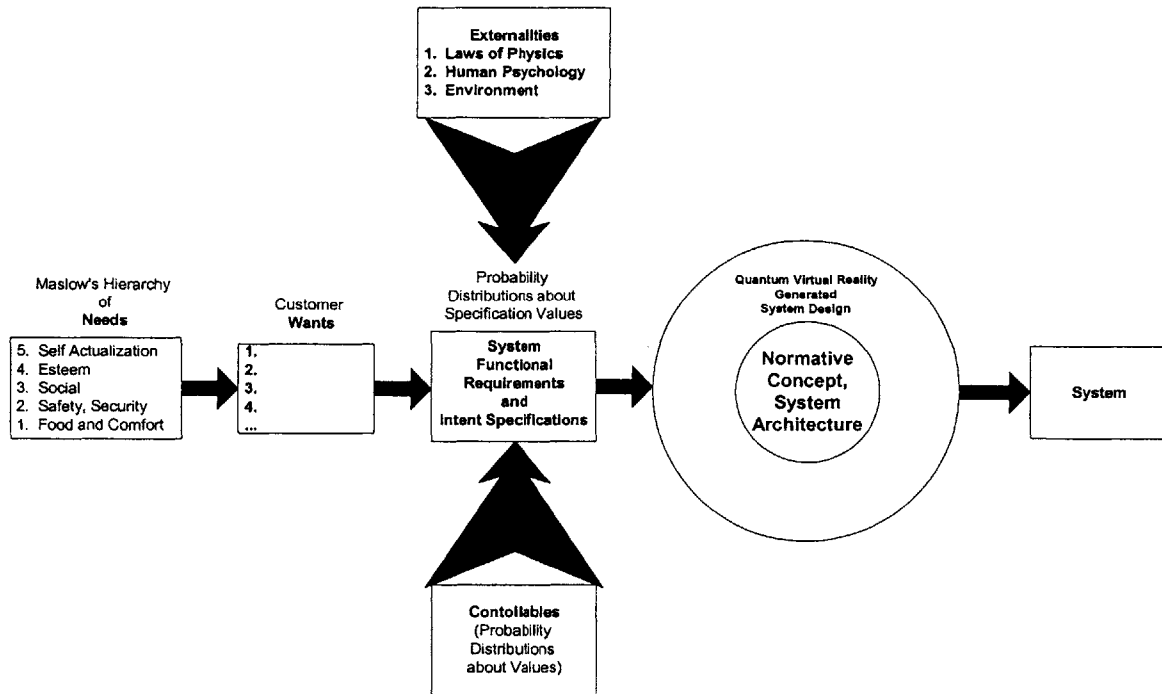 Externalities
1. Laws of Physics
2. Human Psychology
3. Environment
Maslow's Hierarchy
of
Needs
5. Self Actualization
4. Esteem
3. Social
2. Safety, Security
1. Food and Comfort
Customer
Wants
1.
2.
3.
4.
...
Probability
Distributions about
Specification Values
System
Functional
Requirements
and
Intent Specifications
Quantum Virtual Reality
Generated
System Design
Normative
Concept,
System
Architecture
System
Contollables
(Probability
Distributions
about Values)